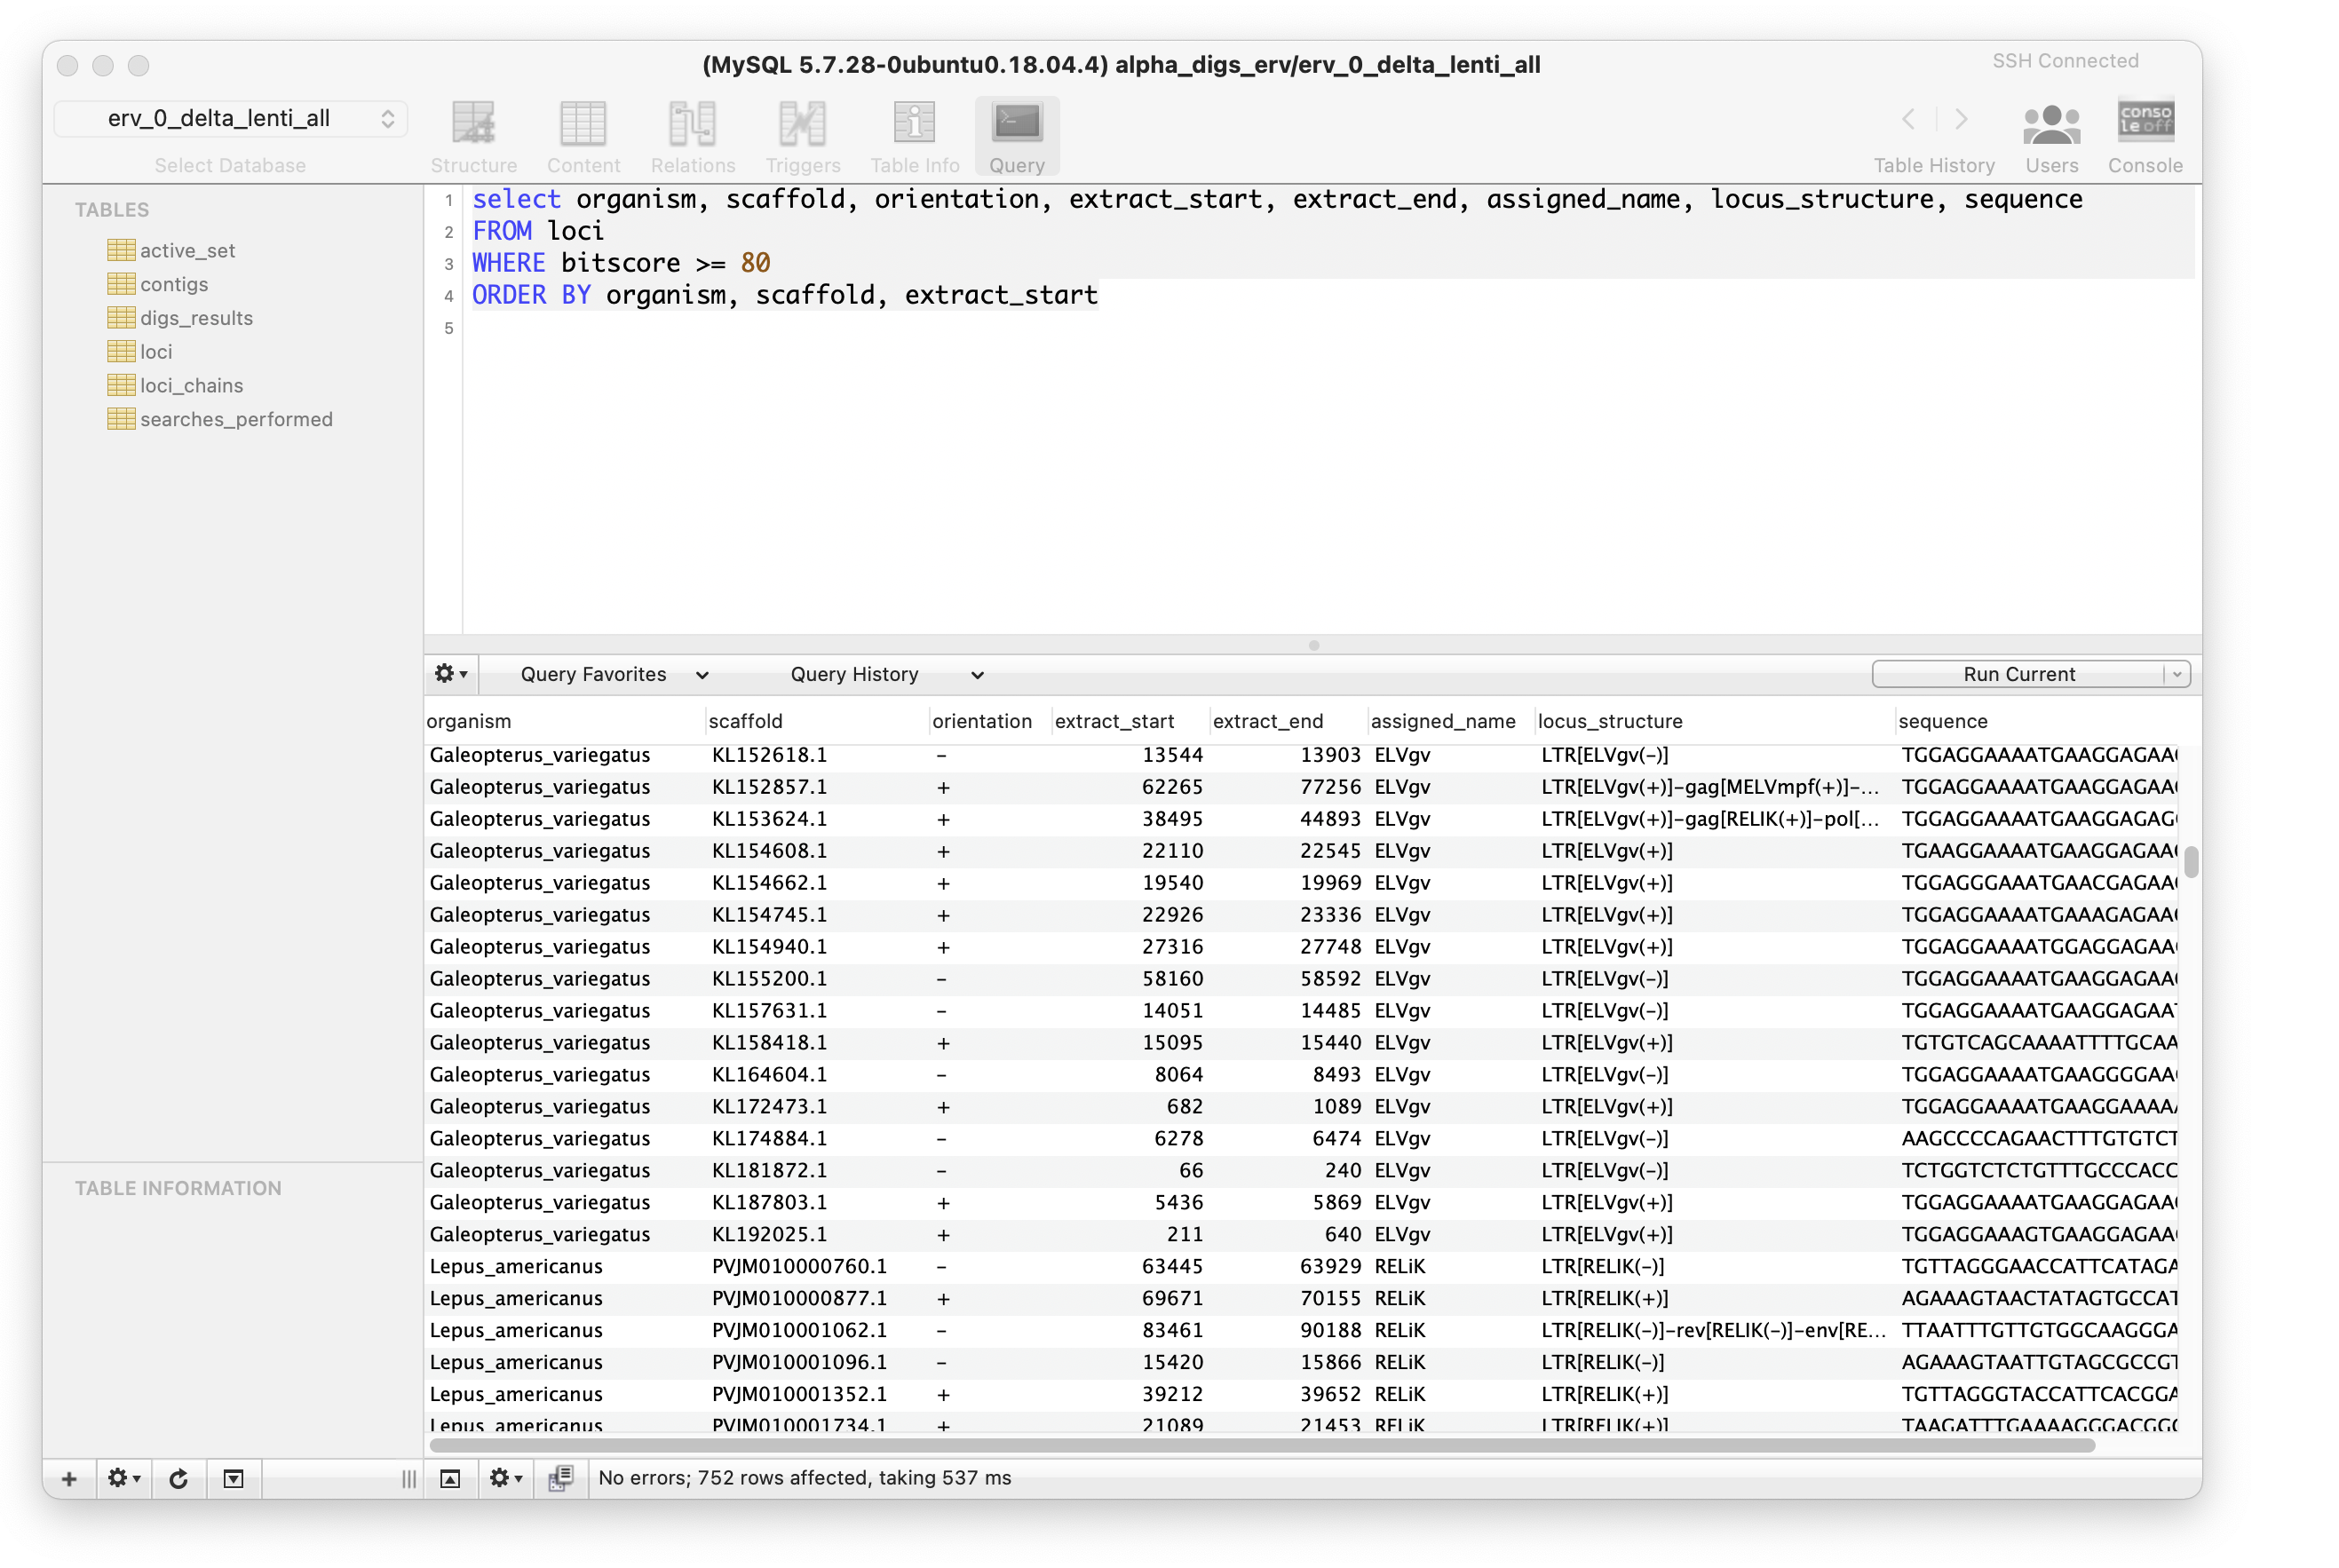 (MySQL 5.7.28-0ubuntu0.18.04.4) alpha_digs_erv/erv_0_delta_lenti_all
SSH Connected
erv_0_delta_lenti_all
Select Database
Structure
Content
Relations
Triggers
Table Info
Query
Table History
Users
conso
le off
Console
TABLES
active_set
contigs
digs_results
loci
loci_chains
searches_performed
TABLE INFORMATION
1 select organism, scaffold, orientation, extract_start, extract_end, assigned_name, locus_structure, sequence
2 FROM loci
3 WHERE bitscore >= 80
4 ORDER BY organism, scaffold, extract_start
5
Query Favorites
Query History
Run Current
organism scaffold orientation extract_start extract_end assigned_name locus_structure sequence
Galeopterus_variegatus KL152618.1 – 13544 13903 ELVgv LTR[ELVgv(–)] TGGAGGAAAATGAAGGAGAA
Galeopterus_variegatus KL152857.1 + 62265 77256 ELVgv LTR[ELVgv(+)]–gag[MELVmpf(+)]–... TGGAGGAAAATGAAGGAGAA
Galeopterus_variegatus KL153624.1 + 38495 44893 ELVgv LTR[ELVgv(+)]–gag[RELIK(+)]–pol[... TGGAGGAAAATGAAGGAGAG
Galeopterus_variegatus KL154608.1 + 22110 22545 ELVgv LTR[ELVgv(+)] TGAAGGAAAATGAAGGAGAA
Galeopterus_variegatus KL154662.1 + 19540 19969 ELVgv LTR[ELVgv(+)] TGGAGGGAAATGAACGAGAA
Galeopterus_variegatus KL154745.1 + 22926 23336 ELVgv LTR[ELVgv(+)] TGGAGGAAAATGAAAGAGAA
Galeopterus_variegatus KL154940.1 + 27316 27748 ELVgv LTR[ELVgv(+)] TGGAGGAAAATGGAGGAGAA
Galeopterus_variegatus KL155200.1 – 58160 58592 ELVgv LTR[ELVgv(–)] TGGAGGAAAATGAAGGAGAA
Galeopterus_variegatus KL157631.1 – 14051 14485 ELVgv LTR[ELVgv(–)] TGGAGGAAAATGAAGGAGAAT
Galeopterus_variegatus KL158418.1 + 15095 15440 ELVgv LTR[ELVgv(+)] TGTGTCAGCAAAATTTTGCAA
Galeopterus_variegatus KL164604.1 – 8064 8493 ELVgv LTR[ELVgv(–)] TGGAGGAAAATGAAGGGGAA
Galeopterus_variegatus KL172473.1 + 682 1089 ELVgv LTR[ELVgv(+)] TGGAGGAAAATGAAGGAAAAA
Galeopterus_variegatus KL174884.1 – 6278 6474 ELVgv LTR[ELVgv(–)] AAGCCCCAGAACTTTGTGTCT
Galeopterus_variegatus KL181872.1 – 66 240 ELVgv LTR[ELVgv(–)] TCTGGTCTCTGTTTGCCCACC
Galeopterus_variegatus KL187803.1 + 5436 5869 ELVgv LTR[ELVgv(+)] TGGAGGAAAATGAAGGAGAA
Galeopterus_variegatus KL192025.1 + 211 640 ELVgv LTR[ELVgv(+)] TGGAGGAAAGTGAAGGAGAA
Lepus_americanus PVJM010000760.1 – 63445 63929 RELiK LTR[RELIK(–)] TGTTAGGGAACCATTCATAGA
Lepus_americanus PVJM010000877.1 + 69671 70155 RELiK LTR[RELIK(+)] AGAAAGTAACTATAGTGCCAT
Lepus_americanus PVJM010001062.1 – 83461 90188 RELiK LTR[RELIK(–)]–rev[RELIK(–)]–env[RE... TTAATTTGTTGTGGCAAGGGA
Lepus_americanus PVJM010001096.1 – 15420 15866 RELiK LTR[RELIK(–)] AGAAAGTAATTGTAGCGCCGT
Lepus_americanus PVJM010001352.1 + 39212 39652 RELiK LTR[RELIK(+)] TGTTAGGGTACCATTCACGGA
Lepus_americanus PVJM010001734.1 + 21089 21453 RELiK LTR[RELIK(+)] TAAGATTTGAAAAGGGACGGG
No errors; 752 rows affected, taking 537 ms